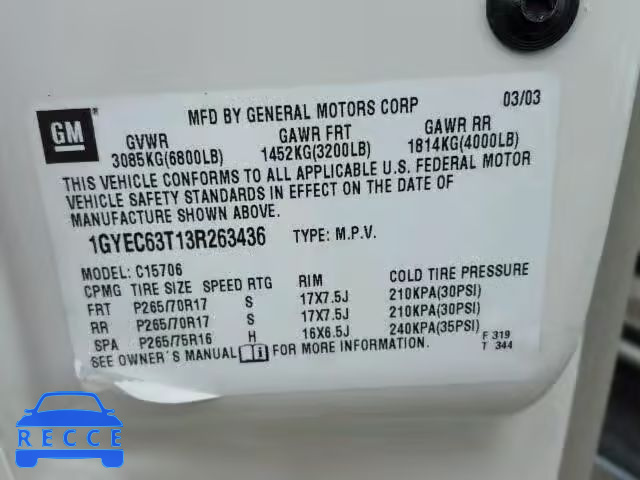 GM
MFD BY GENERAL MOTORS CORP 03/03
GVWR GAWR FRT GAWR RR
3085KG(6800LB) 1452KG(3200LB) 1814KG(4000LB)
THIS VEHICLE CONFORMS TO ALL APPLICABLE U.S. FEDERAL MOTOR
VEHICLE SAFETY STANDARDS IN EFFECT ON THE DATE OF
MANUFACTURE SHOWN ABOVE.
1GYEC63T13R263436 TYPE: M.P.V.
MODEL: C15706
CPMG TIRE SIZE SPEED RTG RIM COLD TIRE PRESSURE
FRT P265/70R17 S 17X7.5J 210KPA(30PSI)
RR P265/70R17 S 17X7.5J 210KPA(30PSI)
SPA P265/75R16 H 16X6.5J 240KPA(35PSI)
SEE OWNER'S MANUAL FOR MORE INFORMATION.
F 319
T 344
RECCE